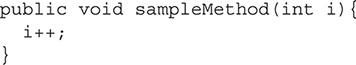 public void sampleMethod(int i){
  i++;
}